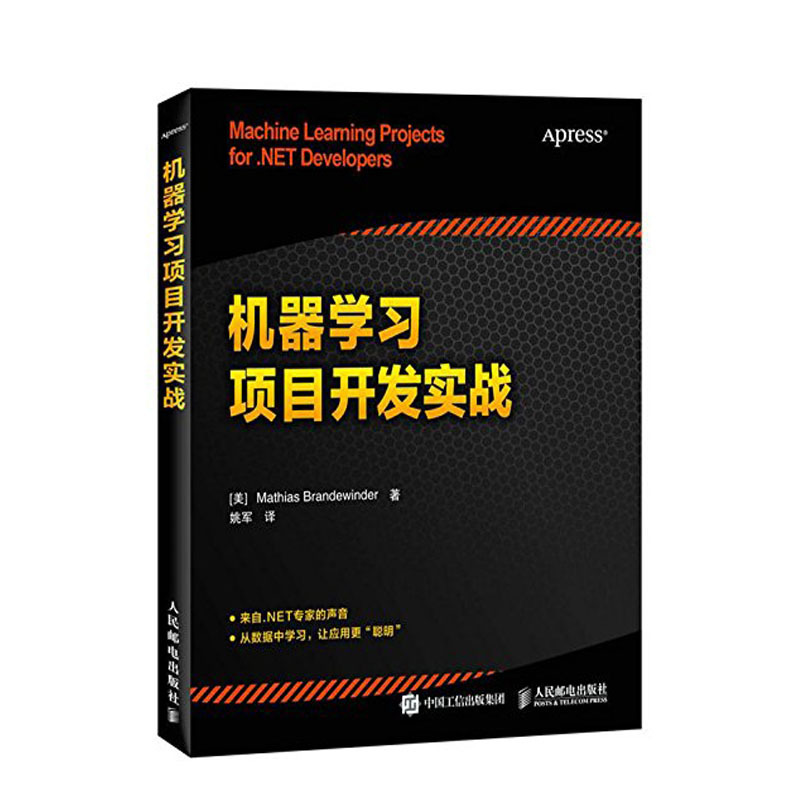 Apress®
机器学习项目开发实战
人民邮电出版社
Machine Learning Projects
for .NET Developers
Apress®
机器学习
项目开发实战
[美] Mathias Brandewinder 著
姚军 译
● 来自.NET专家的声音
● 从数据中学习，让应用更“聪明”
中国工信出版集团
人民邮电出版社
POSTS & TELECOM PRESS